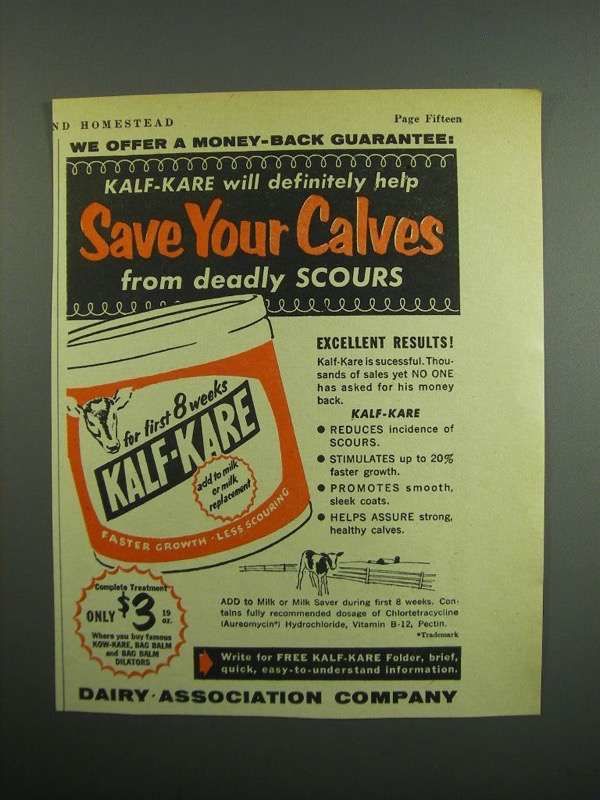 ND HOMESTEAD Page Fifteen
WE OFFER A MONEY-BACK GUARANTEE:
KALF-KARE will definitely help
Save Your Calves
from deadly SCOURS
for first 8 weeks
KALF-KARE
add to milk
or milk
replacement
FASTER GROWTH · LESS SCOURING
EXCELLENT RESULTS!
Kalf-Kare is sucessful. Thou-
sands of sales yet NO ONE
has asked for his money
back.
KALF-KARE
● REDUCES incidence of
SCOURS.
● STIMULATES up to 20%
faster growth.
● PROMOTES smooth,
sleek coats.
● HELPS ASSURE strong,
healthy calves.
Complete Treatment
ONLY $3 19 oz.
Where you buy famous
KOW-KARE, BAG BALM
and BAG BALM
DILATORS
ADD to Milk or Milk Saver during first 8 weeks. Con-
tains fully recommended dosage of Chlortetracycline
(Aureomycin*) Hydrochloride, Vitamin B-12, Pectin.
*Trademark
Write for FREE KALF-KARE Folder, brief,
quick, easy-to-understand information.
DAIRY · ASSOCIATION COMPANY